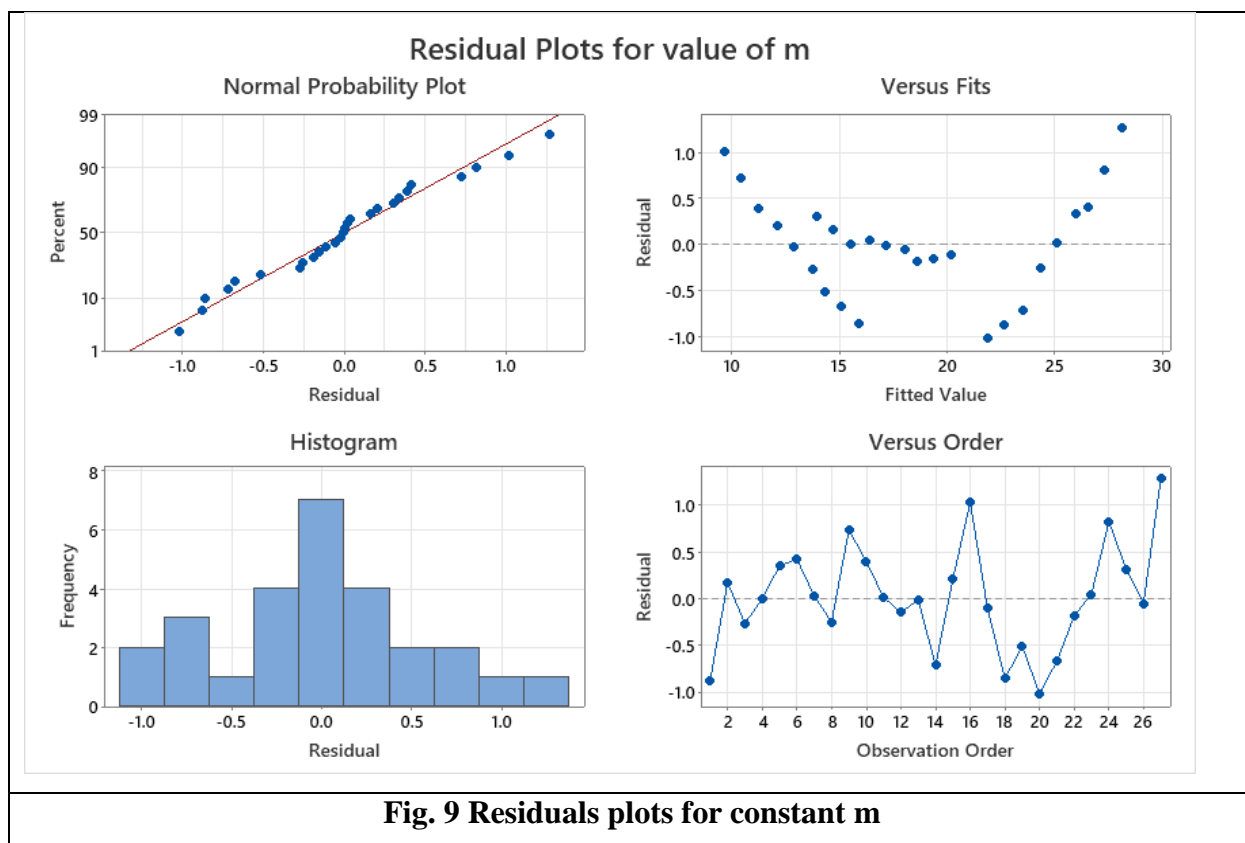 Residual Plots for value of m
Normal Probability Plot
99
90
50
10
1
Percent
-1.0 -0.5 0.0 0.5 1.0
Residual
Versus Fits
1.0
0.5
0.0
-0.5
-1.0
Residual
10 15 20 25 30
Fitted Value
Histogram
8
6
4
2
0
Frequency
-1.0 -0.5 0.0 0.5 1.0
Residual
Versus Order
1.0
0.5
0.0
-0.5
-1.0
Residual
2 4 6 8 10 12 14 16 18 20 22 24 26
Observation Order
Fig. 9 Residuals plots for constant m